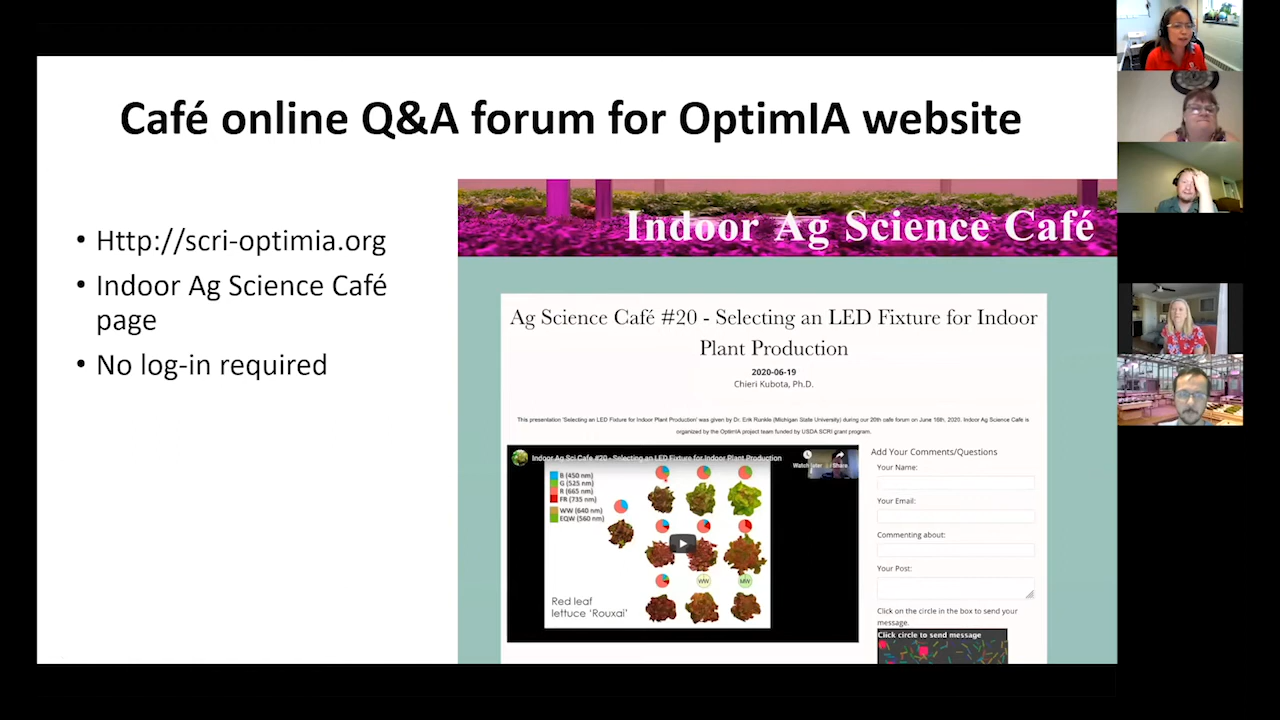 Café online Q&A forum for OptimIA website
• Http://scri-optimia.org
• Indoor Ag Science Café
page
• No log-in required
Indoor Ag Science Café
Ag Science Café #20 - Selecting an LED Fixture for Indoor
Plant Production
2020-06-19
Chieri Kubota, Ph.D.
This presentation 'Selecting an LED Fixture for Indoor Plant Production' was given by Dr. Erik Runkle (Michigan State University) during our 20th cafe forum on June 16th, 2020. Indoor Ag Science Cafe is
organized by the OptimIA project team funded by USDA SCRI grant program.
Indoor Ag Sci Cafe #20 - Selecting an LED Fixture for Indoor Plant Production
Watch later
Share
B (450 nm)
G (525 nm)
R (665 nm)
FR (735 nm)
WW (640 nm)
EQW (560 nm)
WW
MW
Red leaf
lettuce 'Rouxai'
Add Your Comments/Questions
Your Name:
Your Email:
Commenting about:
Your Post:
Click on the circle in the box to send your
message.
Click circle to send message